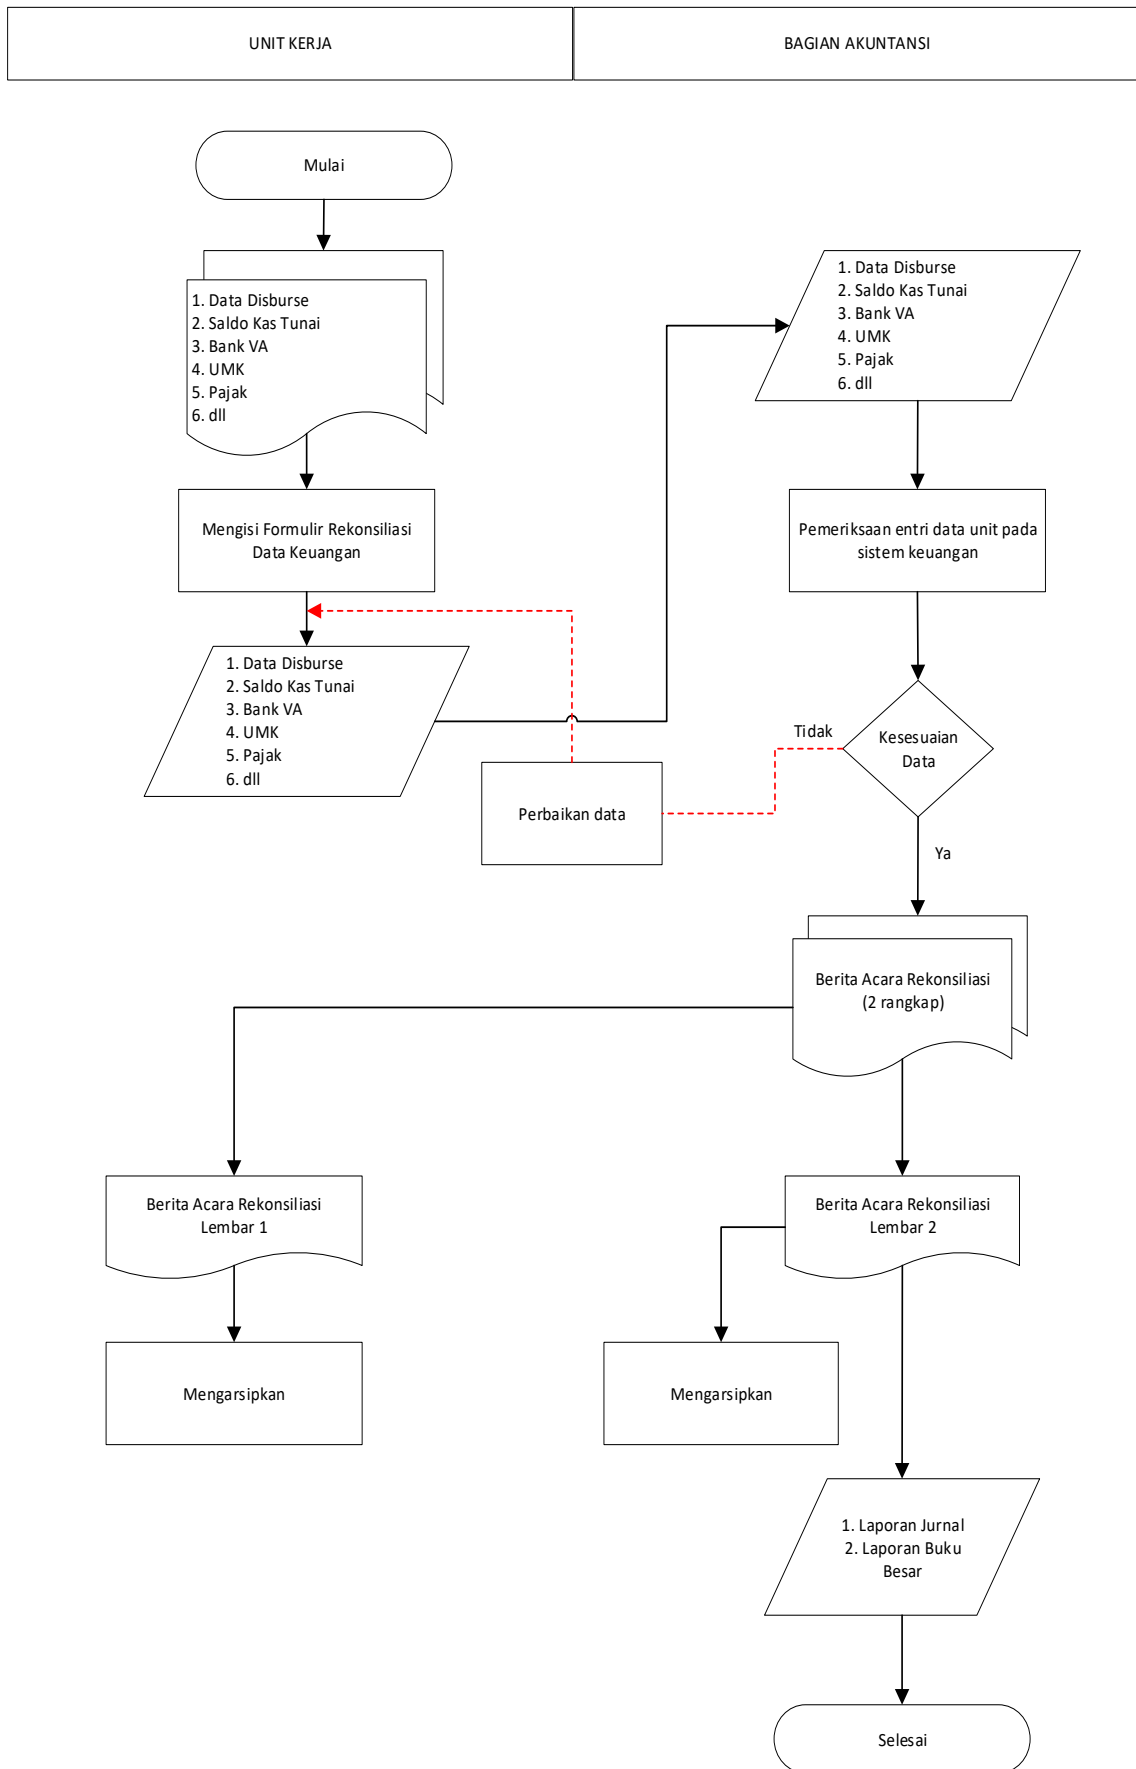 UNIT KERJA
BAGIAN AKUNTANSI
Mulai
1. Data Disburse
2. Saldo Kas Tunai
3. Bank VA
4. UMK
5. Pajak
6. dll
1. Data Disburse
2. Saldo Kas Tunai
3. Bank VA
4. UMK
5. Pajak
6. dll
Mengisi Formulir Rekonsiliasi
Data Keuangan
Pemeriksaan entri data unit pada
sistem keuangan
1. Data Disburse
2. Saldo Kas Tunai
3. Bank VA
4. UMK
5. Pajak
6. dll
Tidak
Kesesuaian
Data
Perbaikan data
Ya
Berita Acara Rekonsiliasi
(2 rangkap)
Berita Acara Rekonsiliasi
Lembar 1
Berita Acara Rekonsiliasi
Lembar 2
Mengarsipkan
Mengarsipkan
1. Laporan Jurnal
2. Laporan Buku
Besar
Selesai